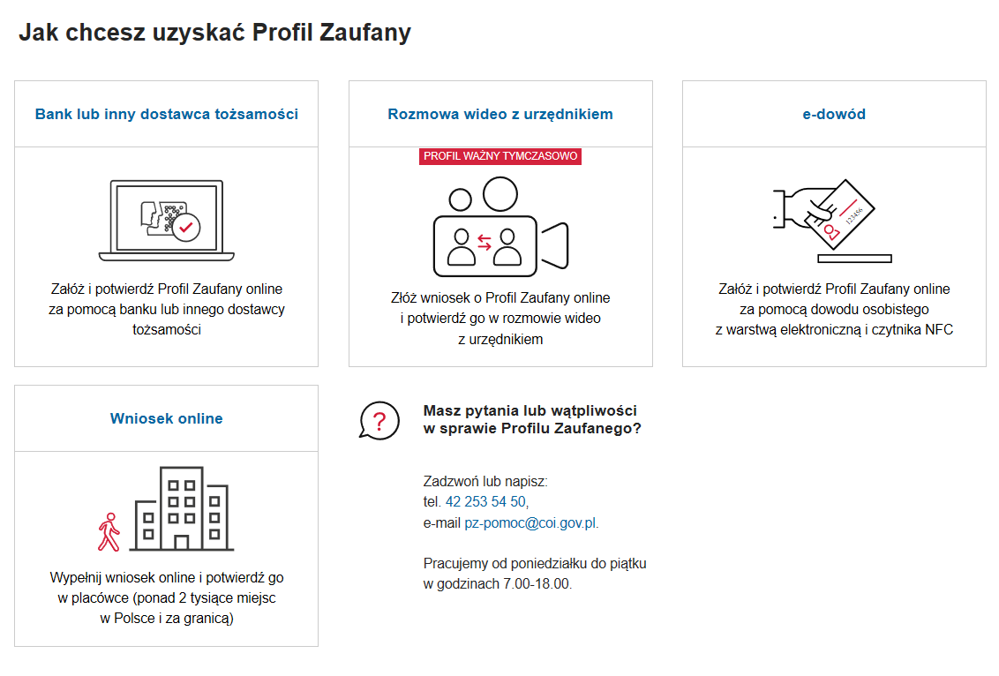 Jak chcesz uzyskać Profil Zaufany
Bank lub inny dostawca tożsamości
Załóż i potwierdź Profil Zaufany online
za pomocą banku lub innego dostawcy
tożsamości
Rozmowa wideo z urzędnikiem
PROFIL WAŻNY TYMCZASOWO
Złóż wniosek o Profil Zaufany online
i potwierdź go w rozmowie wideo
z urzędnikiem
e-dowód
123456
Załóż i potwierdź Profil Zaufany online
za pomocą dowodu osobistego
z warstwą elektroniczną i czytnika NFC
Wniosek online
Wypełnij wniosek online i potwierdź go
w placówce (ponad 2 tysiące miejsc
w Polsce i za granicą)
?
Masz pytania lub wątpliwości
w sprawie Profilu Zaufanego?
Zadzwoń lub napisz:
tel. 42 253 54 50,
e-mail pz-pomoc@coi.gov.pl.
Pracujemy od poniedziałku do piątku
w godzinach 7.00-18.00.